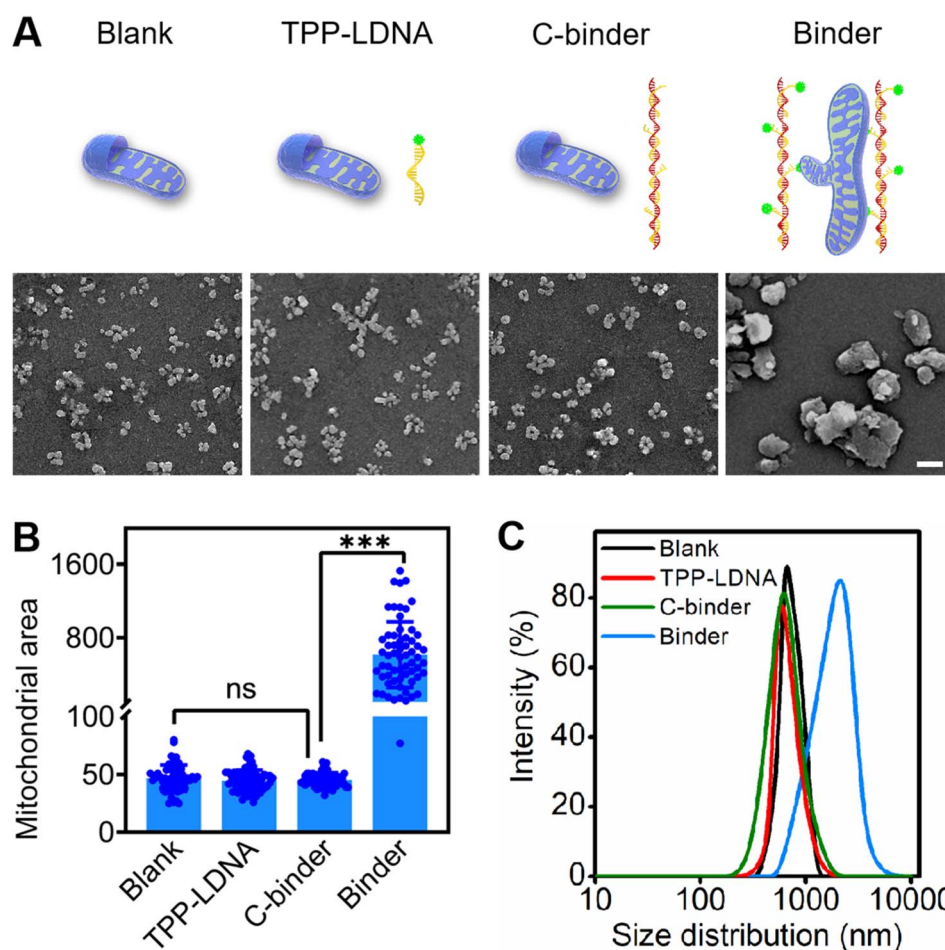 A
Blank
TPP-LDNA
C-binder
Binder
B
Mitochondrial area
1600
800
100
50
0
ns
***
Blank
TPP-LDNA
C-binder
Binder
C
Blank
TPP-LDNA
C-binder
Binder
Intensity (%)
80
60
40
20
0
10
100
1000
10000
Size distribution (nm)